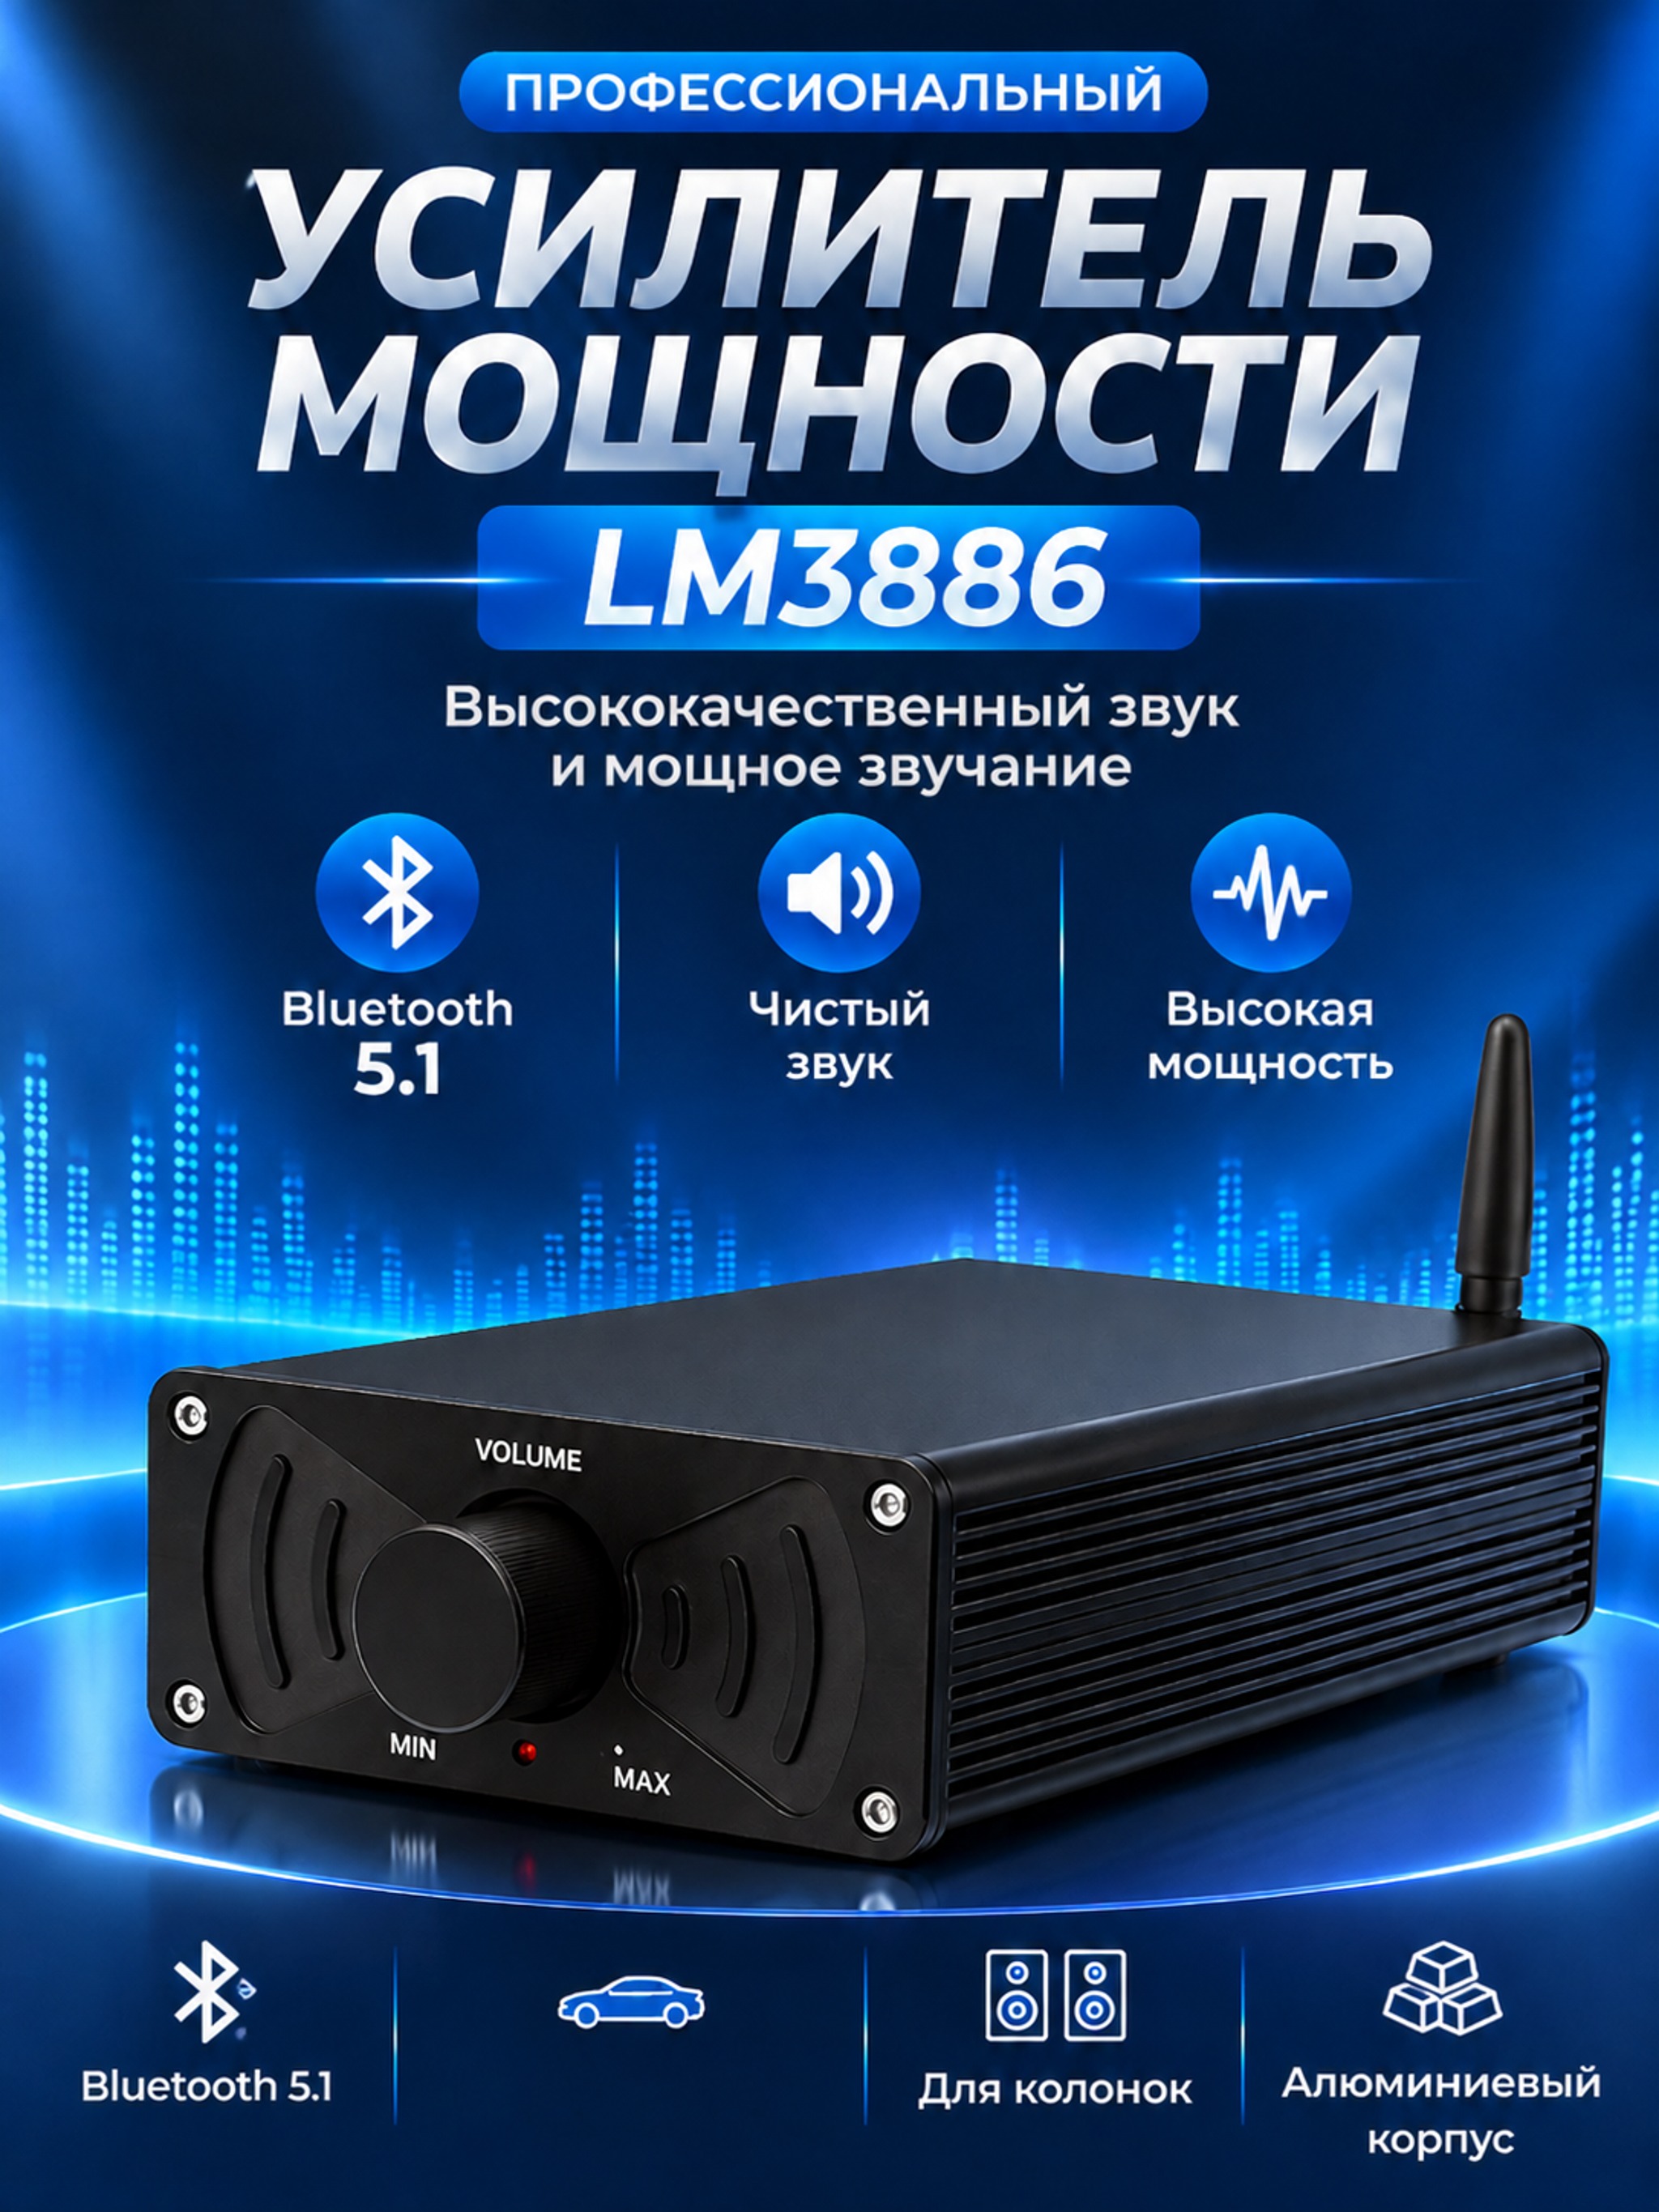 ПРОФЕССИОНАЛЬНЫЙ
УСИЛИТЕЛЬ
МОЩНОСТИ
LM3886
Высококачественный звук
и мощное звучание
Bluetooth
5.1
Чистый
звук
Высокая
мощность
VOLUME
MIN
MAX
Bluetooth 5.1
Для колонок
Алюминиевый
корпус